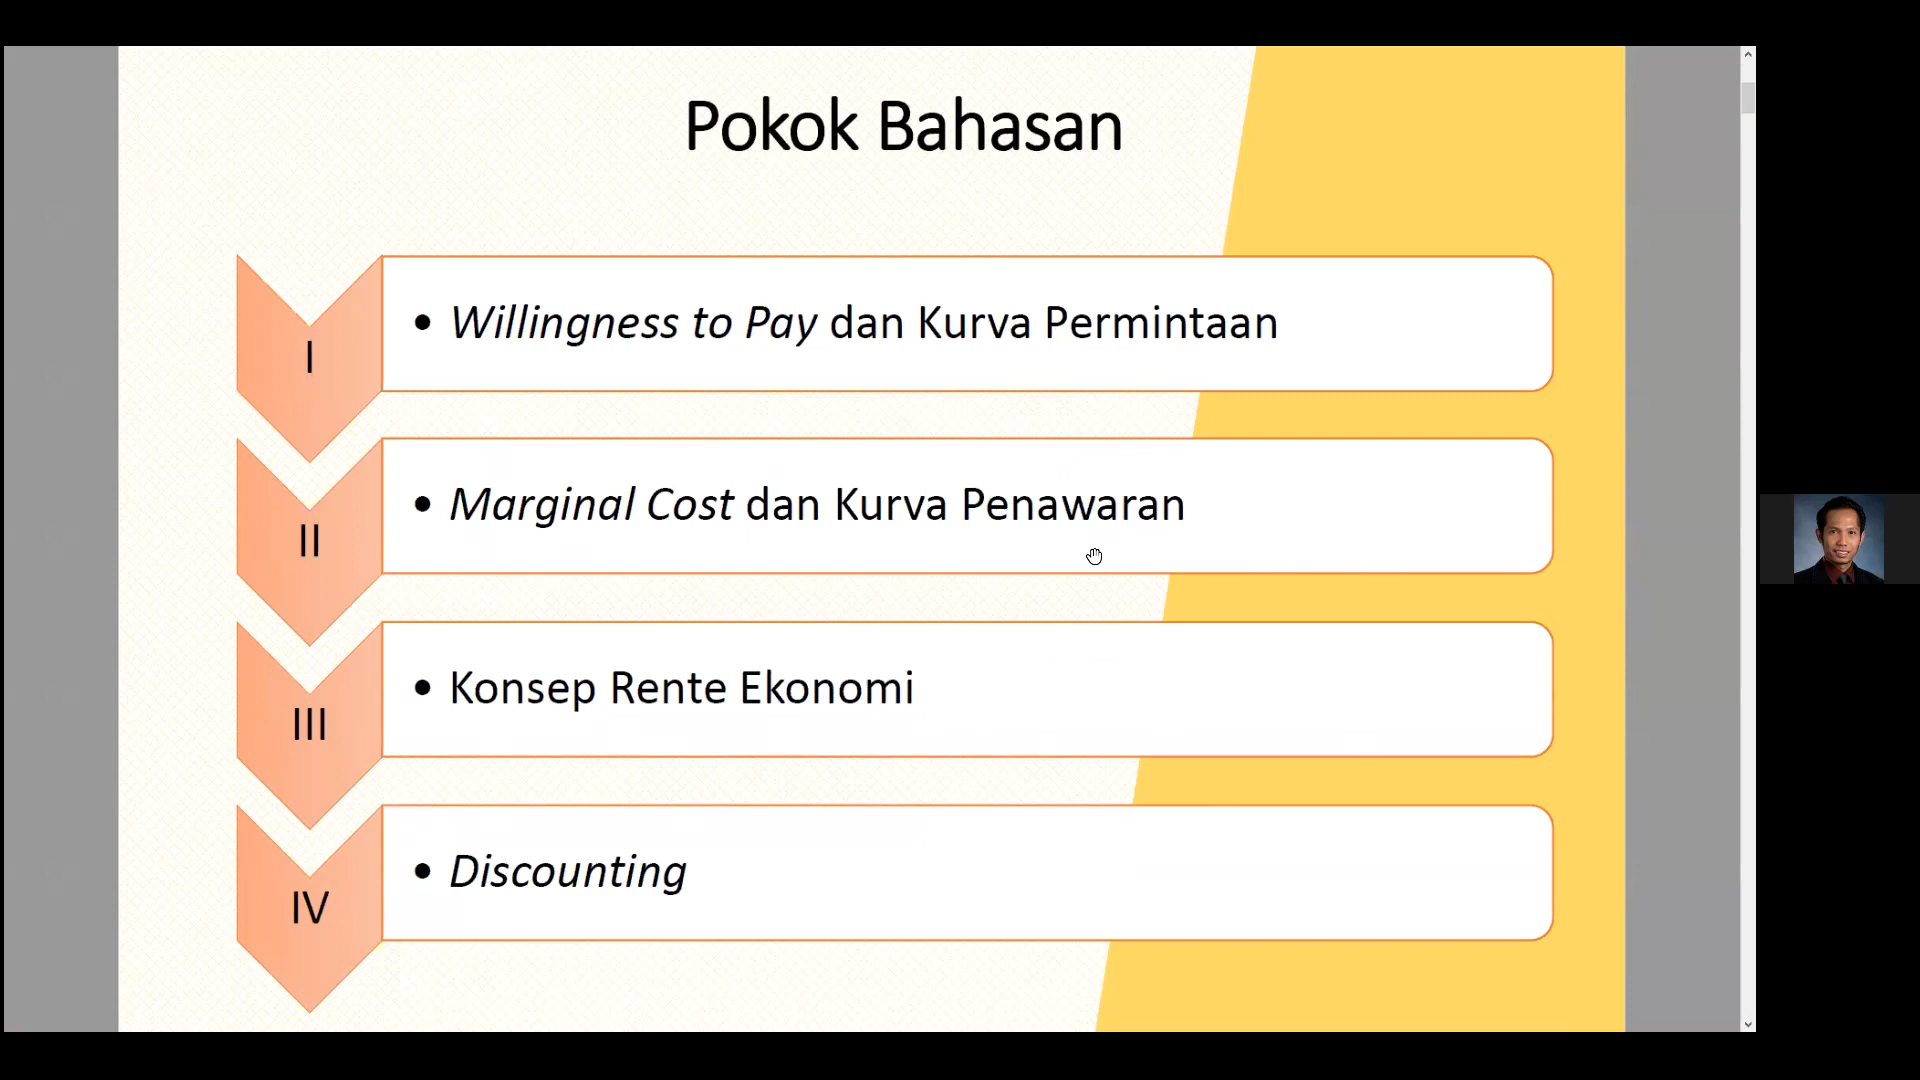 Pokok Bahasan
I
• Willingness to Pay dan Kurva Permintaan
II
• Marginal Cost dan Kurva Penawaran
III
• Konsep Rente Ekonomi
IV
• Discounting